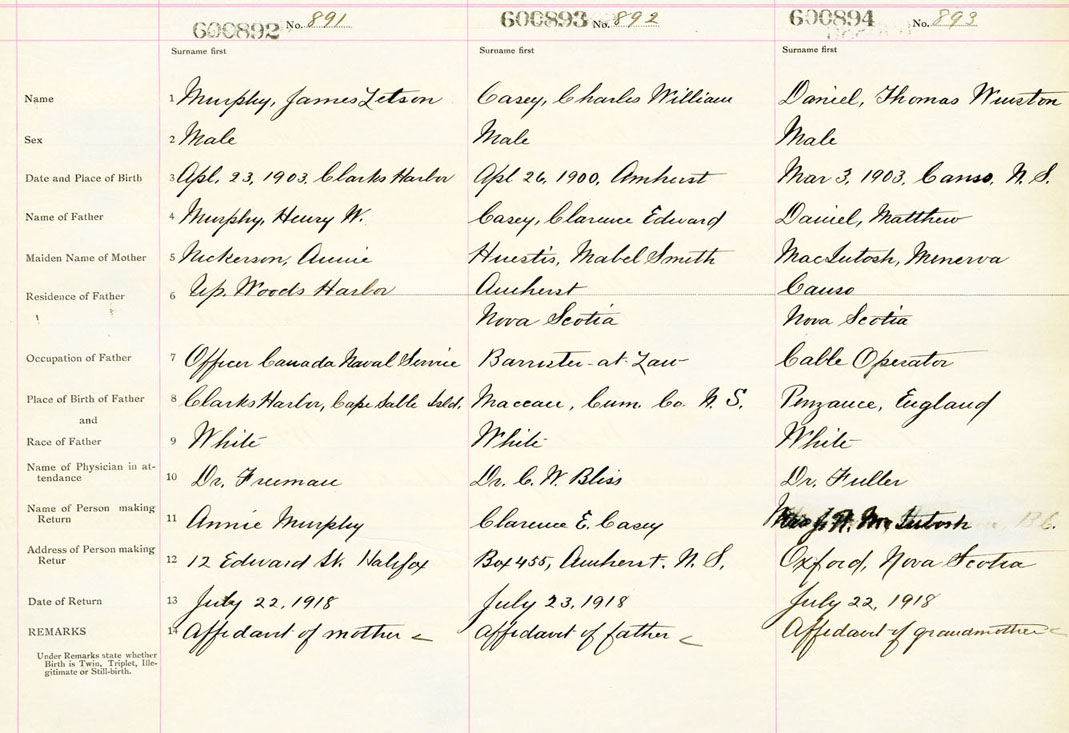 600892 No. 891 600893 No. 892 600894 No. 893
Surname first Surname first Surname first
Name 1 Murphy, James Letson Casey, Charles William Daniel, Thomas Winston
Sex 2 Male Male Male
Date and Place of Birth 3 Apl. 23, 1903. Clarks Harbor Apl 26, 1900, Amherst Mar 3, 1903. Canso, N. S.
Name of Father 4 Murphy, Henry W. Casey, Clarence Edward Daniel, Matthew
Maiden Name of Mother 5 Nickerson, Annie Huestis, Mabel Smith MacIntosh, Minerva
Residence of Father 6 Up. Woods Harbor Amherst Canso
Nova Scotia Nova Scotia
Occupation of Father 7 Officer Canada Naval Service Barrister-at-Law Cable Operator
Place of Birth of Father 8 Clarks Harbor, Cape Sable Isld. Maccan, Cum. Co. N. S. Penzance, England
and
Race of Father 9 White White White
Name of Physician in at-
tendance 10 Dr. Freeman Dr. C. W. Bliss Dr. Fuller
Name of Person making
Return 11 Annie Murphy Clarence E. Casey McIntosh
Address of Person making
Retur 12 12 Edward St. Halifax Box 455, Amherst. N. S. Oxford, Nova Scotia
Date of Return 13 July 22, 1918 July 23, 1918 July 22, 1918
REMARKS 14 Affidavit of mother Affidavit of father Affidavit of grandmother
Under Remarks state whether
Birth is Twin, Triplet, Ille-
gitimate or Still-birth.